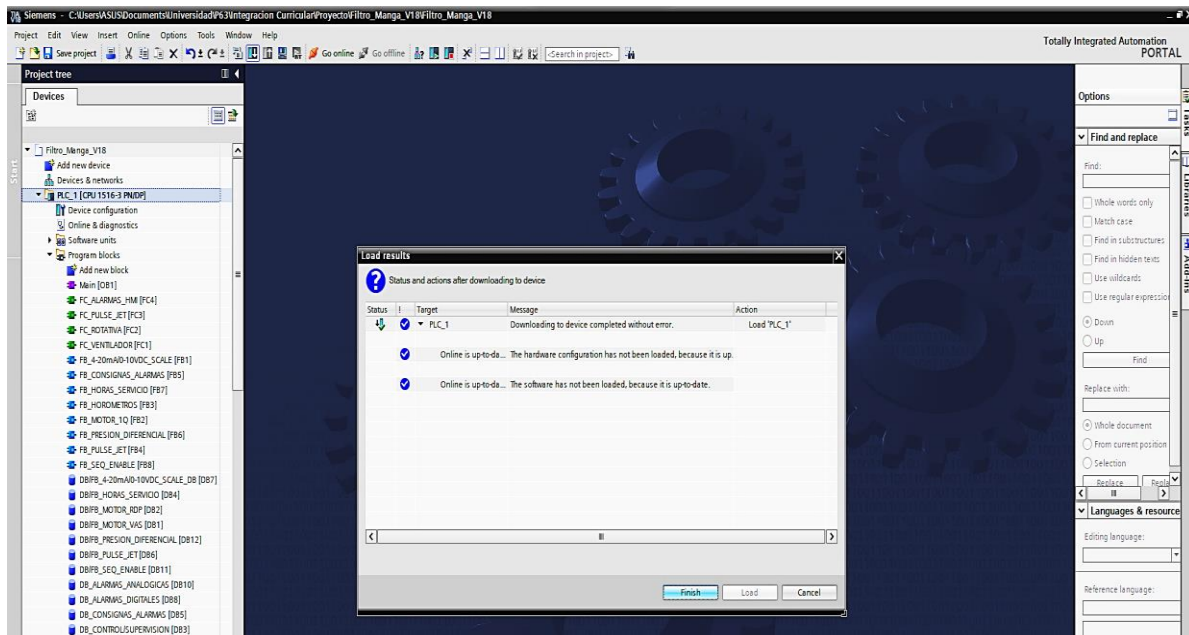 Siemens - C:\Users\ASUS\Documents\Universidad\P63\Integracion Curricular\Proyecto\Filtro_Manga_V18\Filtro_Manga_V18
Project Edit View Insert Online Options Tools Window Help
Totally Integrated Automation
PORTAL
Save project
Go online
Go offline
<Search in project>
Project tree
Devices
Options
Start
Tasks
Libraries
Add-ins
Filtro_Manga_V18
Add new device
Devices & networks
PLC_1 [CPU 1516-3 PN/DP]
Device configuration
Online & diagnostics
Software units
Program blocks
Add new block
Main [OB1]
FC_ALARMAS_HMI [FC4]
FC_PULSE_JET [FC3]
FC_ROTATIVA [FC2]
FC_VENTILADOR [FC1]
FB_4-20mA/0-10VDC_SCALE [FB1]
FB_CONSIGNAS_ALARMAS [FB5]
FB_HORAS_SERVICIO [FB7]
FB_HOROMETROS [FB3]
FB_MOTOR_1Q [FB2]
FB_PRESION_DIFERENCIAL [FB6]
FB_PULSE_JET [FB4]
FB_SEQ_ENABLE [FB8]
DB/FB_4-20mA/0-10VDC_SCALE_DB [DB7]
DB/FB_HORAS_SERVICIO [DB4]
DB/FB_MOTOR_RDP [DB2]
DB/FB_MOTOR_VAS [DB1]
DB/FB_PRESION_DIFERENCIAL [DB12]
DB/FB_PULSE_JET [DB6]
DB/FB_SEQ_ENABLE [DB11]
DB_ALARMAS_ANALOGICAS [DB10]
DB_ALARMAS_DIGITALES [DB8]
DB_CONSIGNAS_ALARMAS [DB5]
DB_CONTROL/SUPERVISION [DB3]
Load results
X
Status and actions after downloading to device
Status ! Target Message Action
PLC_1 Downloading to device completed without error. Load 'PLC_1'
Online is up-to-da... The hardware configuration has not been loaded, because it is up.
Online is up-to-da... The software has not been loaded, because it is up-to-date.
Finish Load Cancel
Find and replace
Find:
Whole words only
Match case
Find in substructures
Find in hidden texts
Use wildcards
Use regular expression
Down
Up
Find
Replace with:
Whole document
From current position
Selection
Replace Repla
Languages & resource
Editing language:
Reference language: